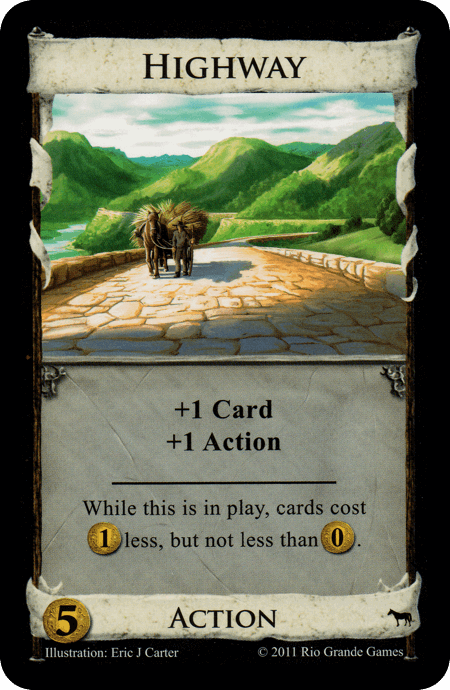 HIGHWAY
+1 Card
+1 Action
While this is in play, cards cost
1 less, but not less than 0.
5 ACTION
Illustration: Eric J Carter © 2011 Rio Grande Games